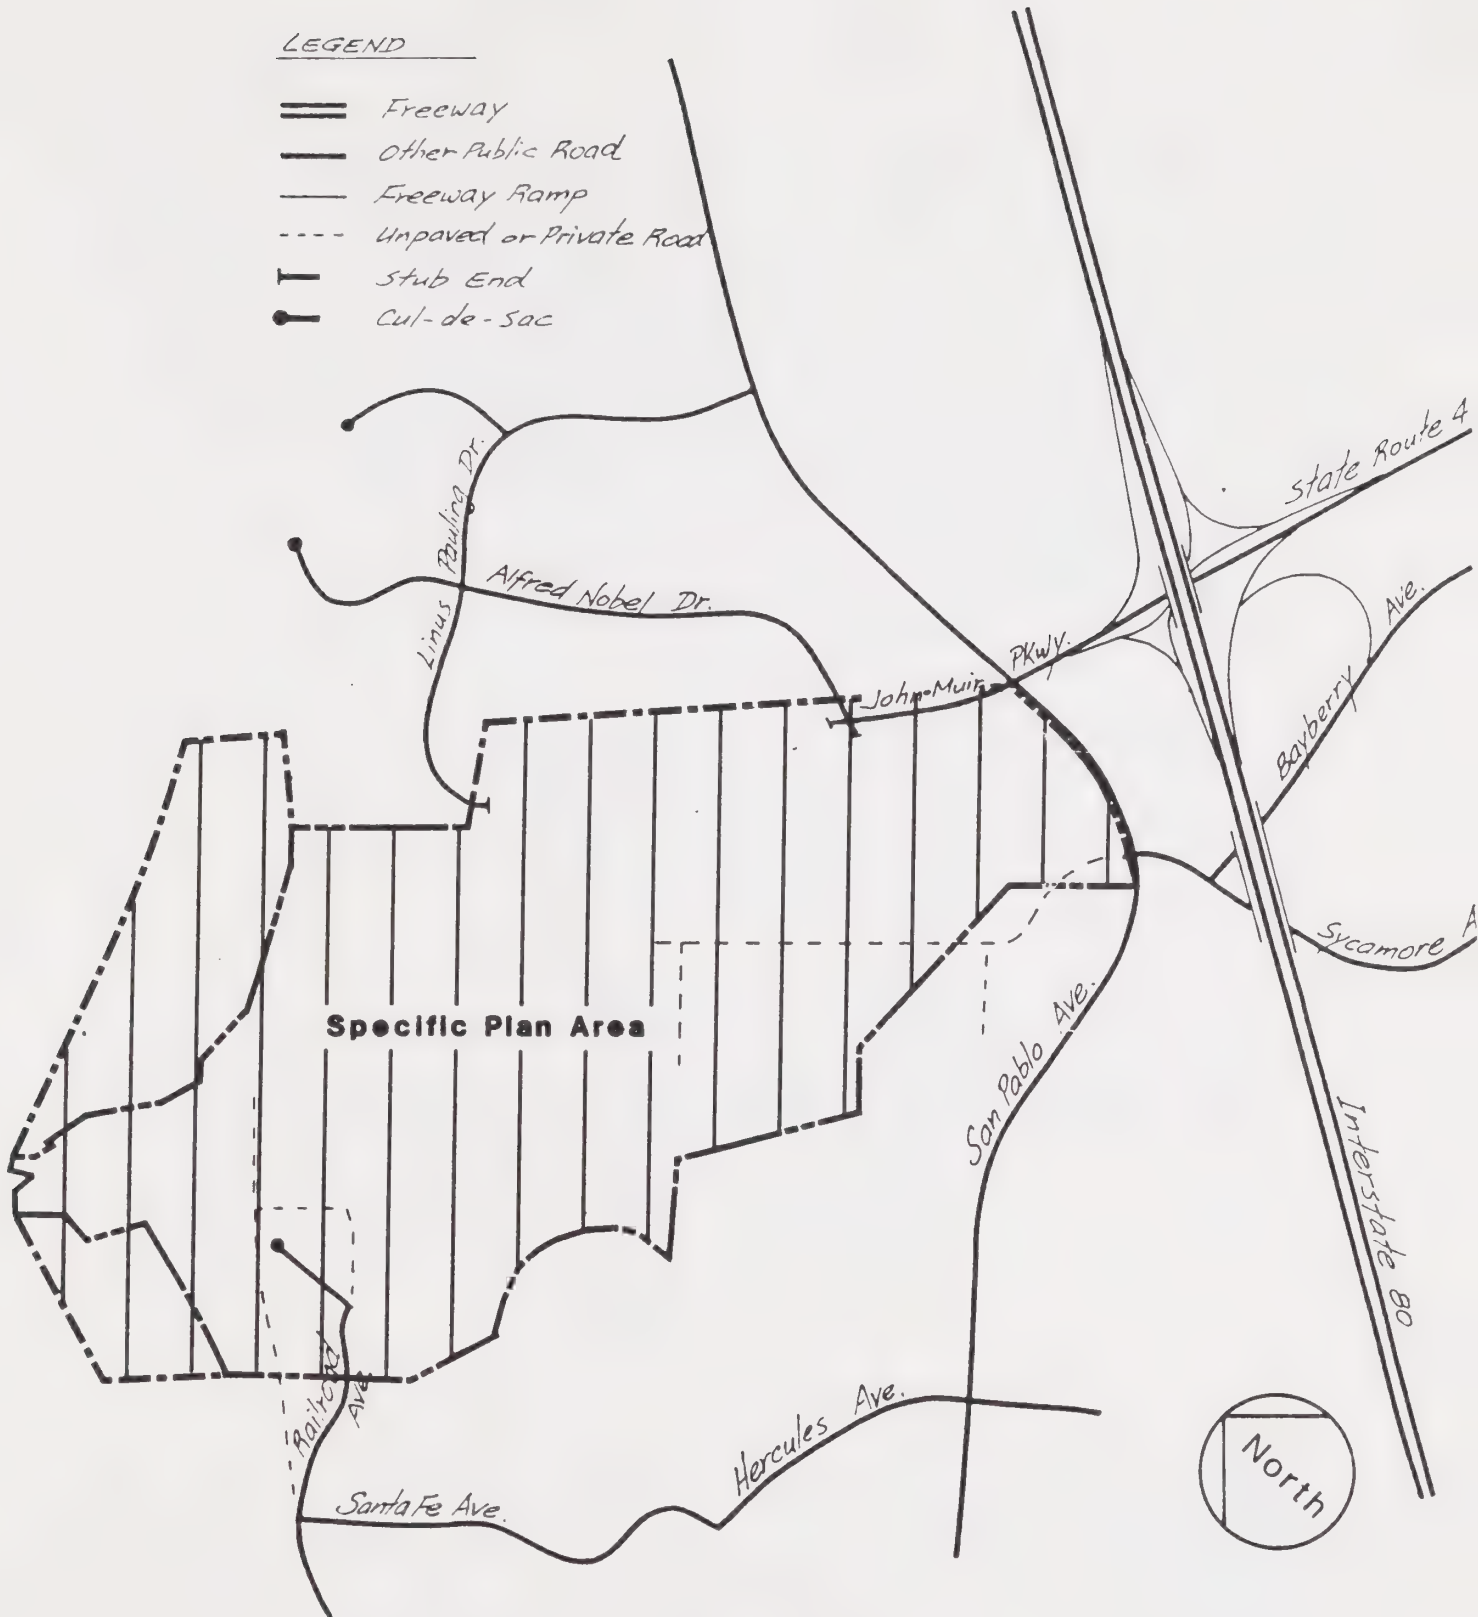 LEGEND
Freeway
Other Public Road
Freeway Ramp
Unpaved or Private Road
Stub End
Cul-de-Sac
State Route 4
Linus Pauling Dr.
Alfred Nobel Dr.
John Muir PKwy.
Bayberry Ave.
Sycamore A
Specific Plan Area
San Pablo Ave.
Interstate 80
Railroad Ave.
Hercules Ave.
Santa Fe Ave.
North